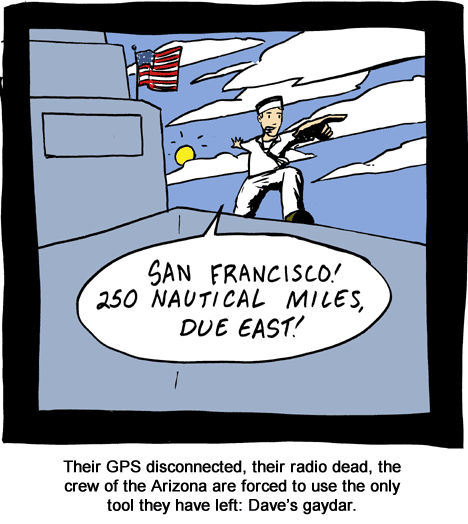 SAN FRANCISCO!
250 NAUTICAL MILES,
DUE EAST!
Their GPS disconnected, their radio dead, the
crew of the Arizona are forced to use the only
tool they have left: Dave's gaydar.